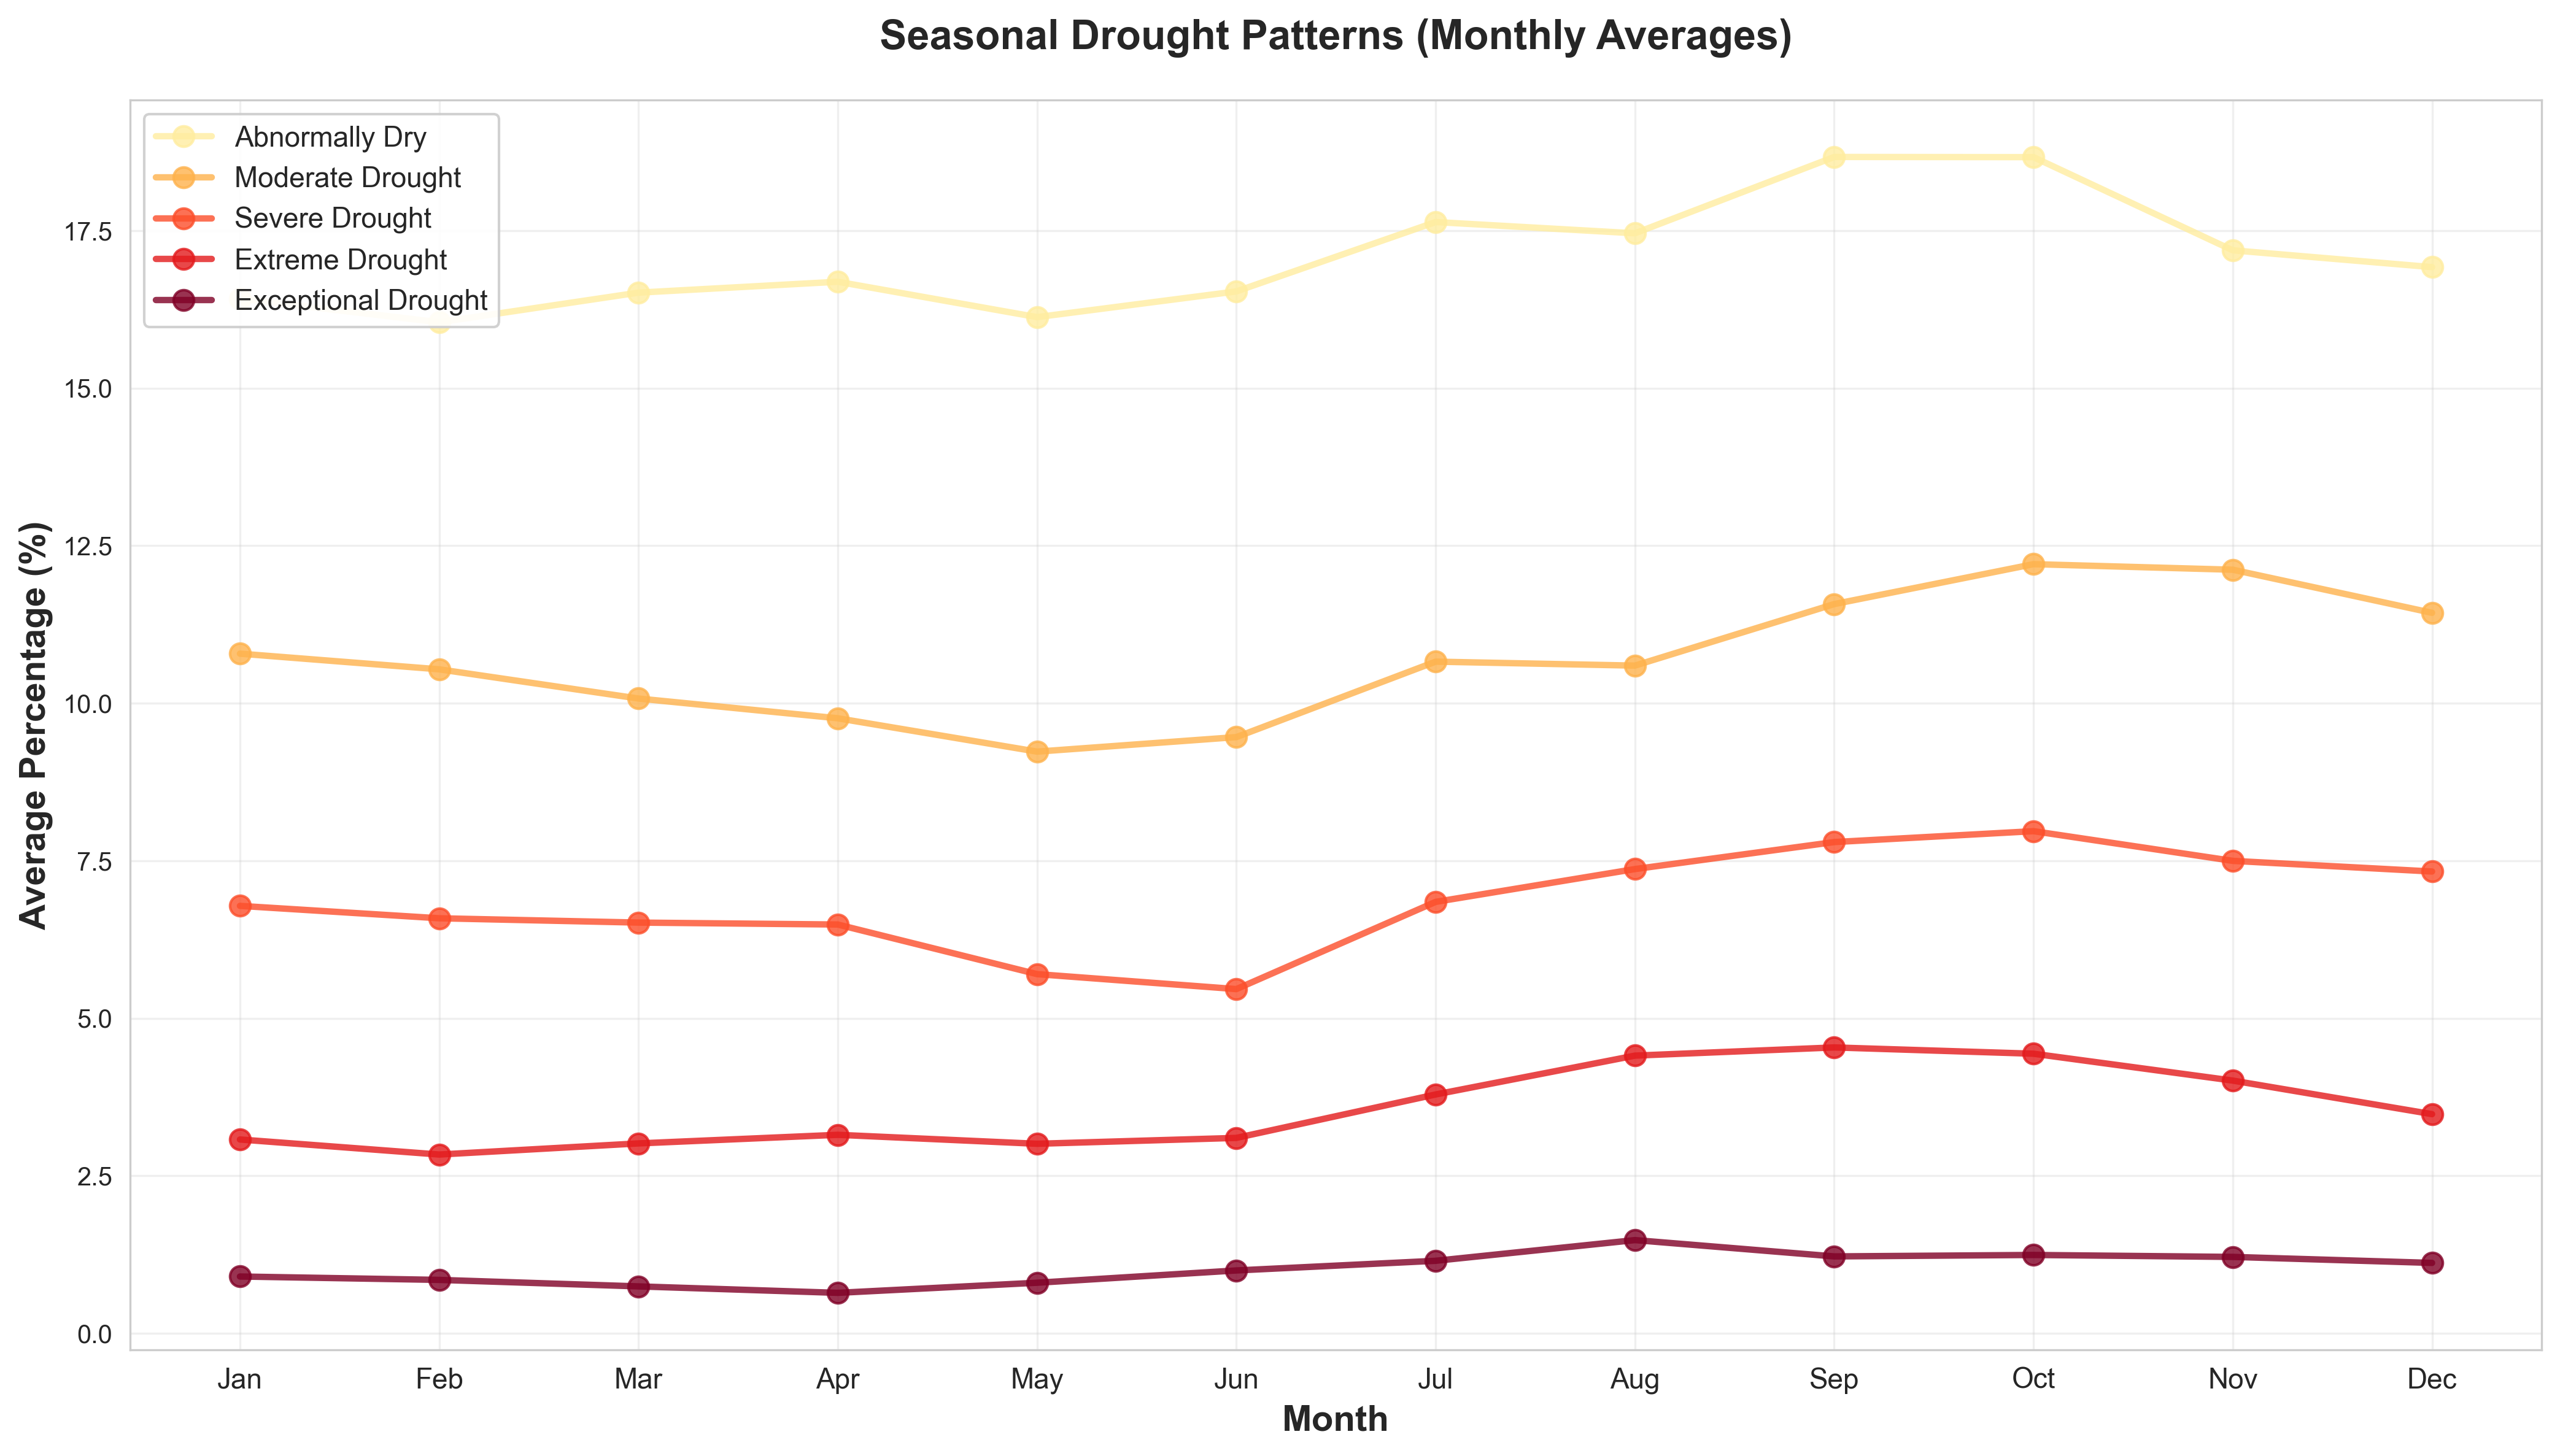 Seasonal Drought Patterns (Monthly Averages)
Abnormally Dry
Moderate Drought
Severe Drought
Extreme Drought
Exceptional Drought
Average Percentage (%)
17.5
15.0
12.5
10.0
7.5
5.0
2.5
0.0
Jan Feb Mar Apr May Jun Jul Aug Sep Oct Nov Dec
Month